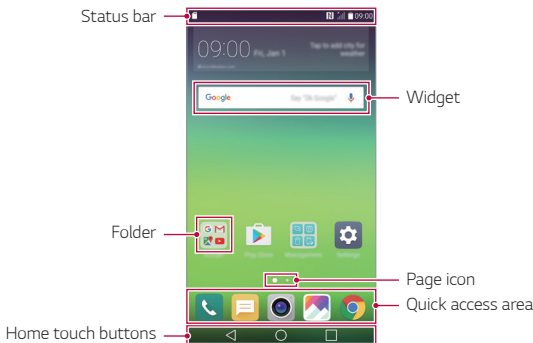 Status bar
09:00
09:00 Fri, Jan 1
Tap to add city for
weather
Google Say "Ok Google"
Widget
Folder
Google Play Store Management Settings
Page icon
Quick access area
Home touch buttons